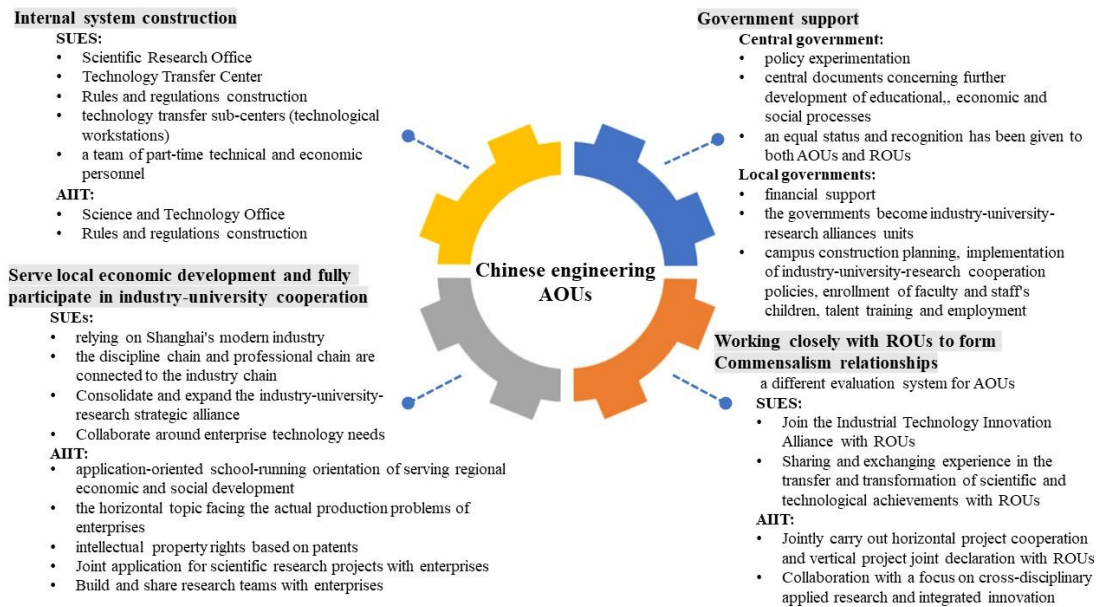 Internal system construction
SUES:
• Scientific Research Office
• Technology Transfer Center
• Rules and regulations construction
• technology transfer sub-centers (technological
workstations)
• a team of part-time technical and economic
personnel
AIIT:
• Science and Technology Office
• Rules and regulations construction
Serve local economic development and fully
participate in industry-university cooperation
SUEs:
• relying on Shanghai's modern industry
• the discipline chain and professional chain are
connected to the industry chain
• Consolidate and expand the industry-university-
research strategic alliance
• Collaborate around enterprise technology needs
AIIT:
• application-oriented school-running orientation of serving regional
economic and social development
• the horizontal topic facing the actual production problems of
enterprises
• intellectual property rights based on patents
• Joint application for scientific research projects with enterprises
• Build and share research teams with enterprises
Chinese engineering
AOUs
Government support
Central government:
• policy experimentation
• central documents concerning further
development of educational,, economic and
social processes
• an equal status and recognition has been given to
both AOUs and ROUs
Local governments:
• financial support
• the governments become industry-university-
research alliances units
• campus construction planning, implementation
of industry-university-research cooperation
policies, enrollment of faculty and staff's
children, talent training and employment
Working closely with ROUs to form
Commensalism relationships
a different evaluation system for AOUs
SUES:
• Join the Industrial Technology Innovation
Alliance with ROUs
• Sharing and exchanging experience in the
transfer and transformation of scientific and
technological achievements with ROUs
AIIT:
• Jointly carry out horizontal project cooperation
and vertical project joint declaration with ROUs
• Collaboration with a focus on cross-disciplinary
applied research and integrated innovation